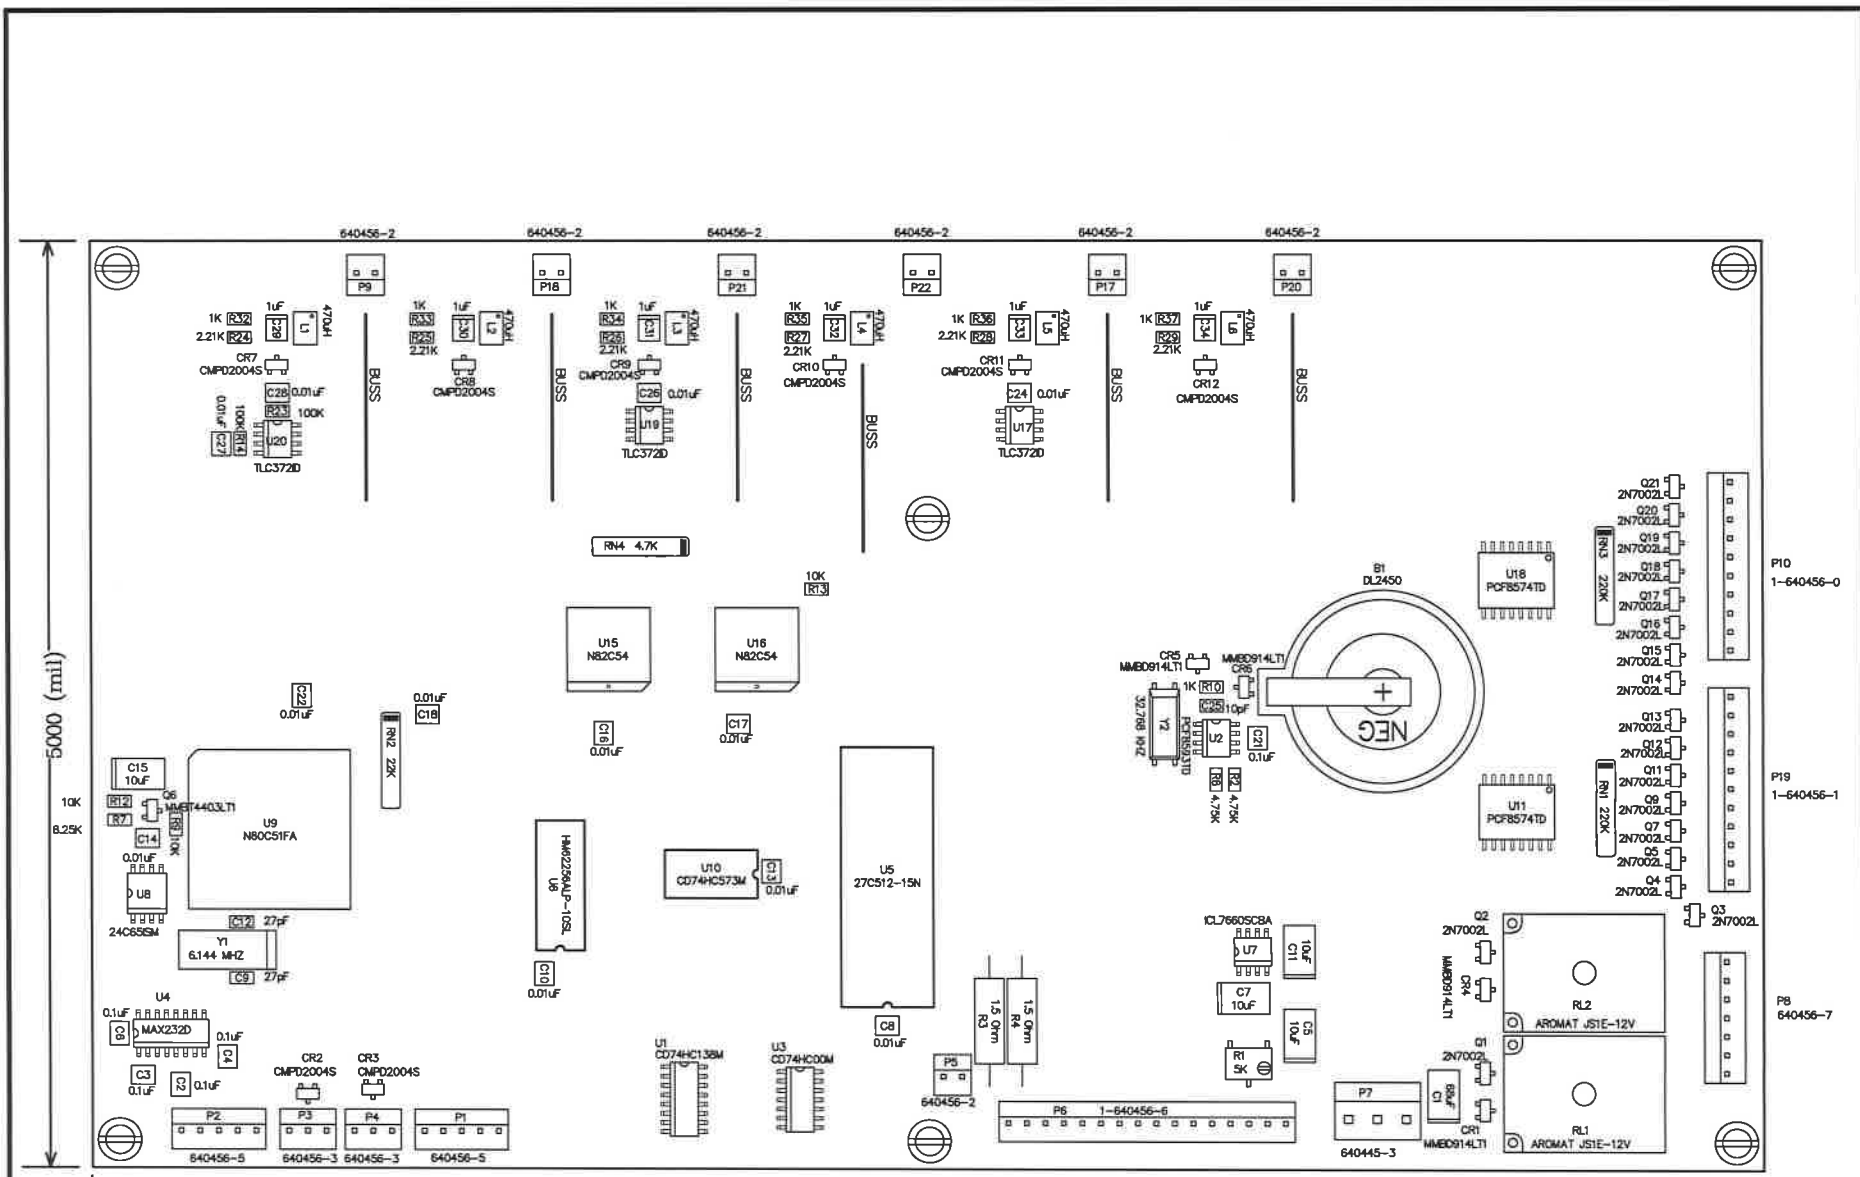 640456-2 640456-2 640456-2 640456-2 640456-2 640456-2
P9 P18 P21 P22 P17 P20
1K R32 1uF C29 L1 470uH
2.21K R24
CR7
CMPD2004S
C28 0.01uF
R23 100K
0.01uF C27 100K R14
U20
TLC372ID
BUSS
1K R33 1uF C30 L2 470uH
R25
2.21K
CR8
CMPD2004S
BUSS
1K R34 1uF C31 L3 470uH
R26
2.21K
CR9
CMPD2004S
C26 0.01uF
U19
TLC372ID
BUSS
1K R35 1uF C32 L4 470uH
R27
2.21K
CR10
CMPD2004S
BUSS
1K R36 1uF C33 L5 470uH
2.21K R28
CR11
CMPD2004S
C24 0.01uF
U17
TLC372ID
BUSS
1K R37 1uF C34 L6 470uH
R29
2.21K
CR12
CMPD2004S
BUSS
5000 (mil)
RN4 4.7K
10K
R13
U15
N82C54
U16
N82C54
C22
0.01uF
0.01uF
C18
RN2 22K
C16
0.01uF
C17
0.01uF
C15
10uF
10K R12
8.25K R7
Q6
MMBT4403LT1
R9 10K
C14
0.01uF
U9
N80C51FA
U8
24C65ISM
C12 27pF
Y1
6.144 MHZ
C9 27pF
HM62256ALP-10SL
U6
C10
0.01uF
U10
CD74HC573M
C13
0.01uF
U5
27C512-15N
C8
0.01uF
B1
DL2450
NEG
+
CR5
MMBD914LT1
MMBD914LT1
CR6
1K R10
C25 10pF
Y2
32.768 KHZ
PCF8593TD
U2
C21
0.1uF
R6 4.75K
R2 4.75K
U18
PCF8574TD
RN3 220K
U11
PCF8574TD
RN1 220K
Q21
2N7002L
Q20
2N7002L
Q19
2N7002L
Q18
2N7002L
Q17
2N7002L
Q16
2N7002L
Q15
2N7002L
Q14
2N7002L
P10
1-640456-0
Q13
2N7002L
Q12
2N7002L
Q11
2N7002L
Q9
2N7002L
Q7
2N7002L
Q5
2N7002L
Q4
2N7002L
P19
1-640456-1
Q3
2N7002L
Q2
2N7002L
MMBD914LT1
CR4
RL2
AROMAT JS1E-12V
P8
640456-7
Q1
2N7002L
CR1
MMBD914LT1
RL1
AROMAT JS1E-12V
68uF
C1
P7
640445-3
ICL7660SCBA
U7
10uF
C11
C7
10uF
C5
10uF
R1
5K
1.5 Ohm
R3
1.5 Ohm
R4
P5
640456-2
P6 1-640456-6
U1
CD74HC138M
U3
CD74HC00M
U4
MAX232D
0.1uF
C6
0.1uF
C4
C3
0.1uF
C2 0.1uF
CR2
CMPD2004S
CR3
CMPD2004S
P2 P3 P4 P1
640456-5 640456-3 640456-3 640456-5